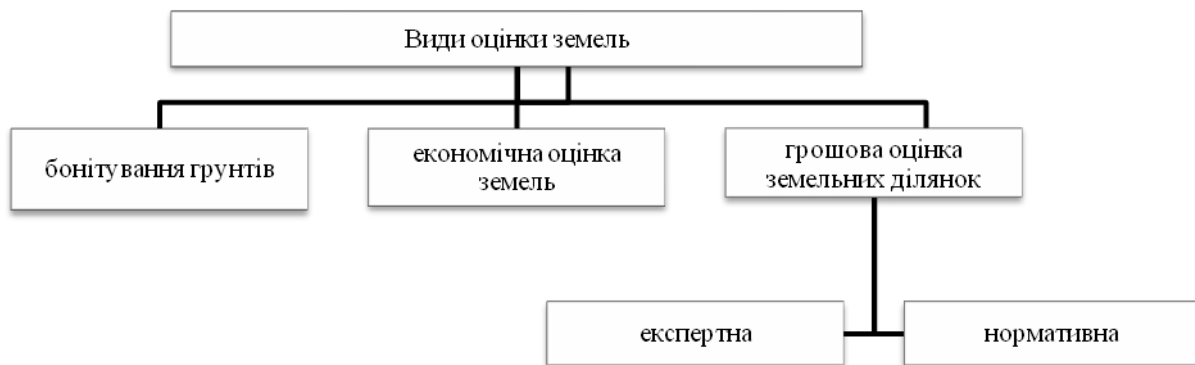 Види оцінки земель
бонітування грунтів
економічна оцінка
земель
грошова оцінка
земельних ділянок
експертна
нормативна